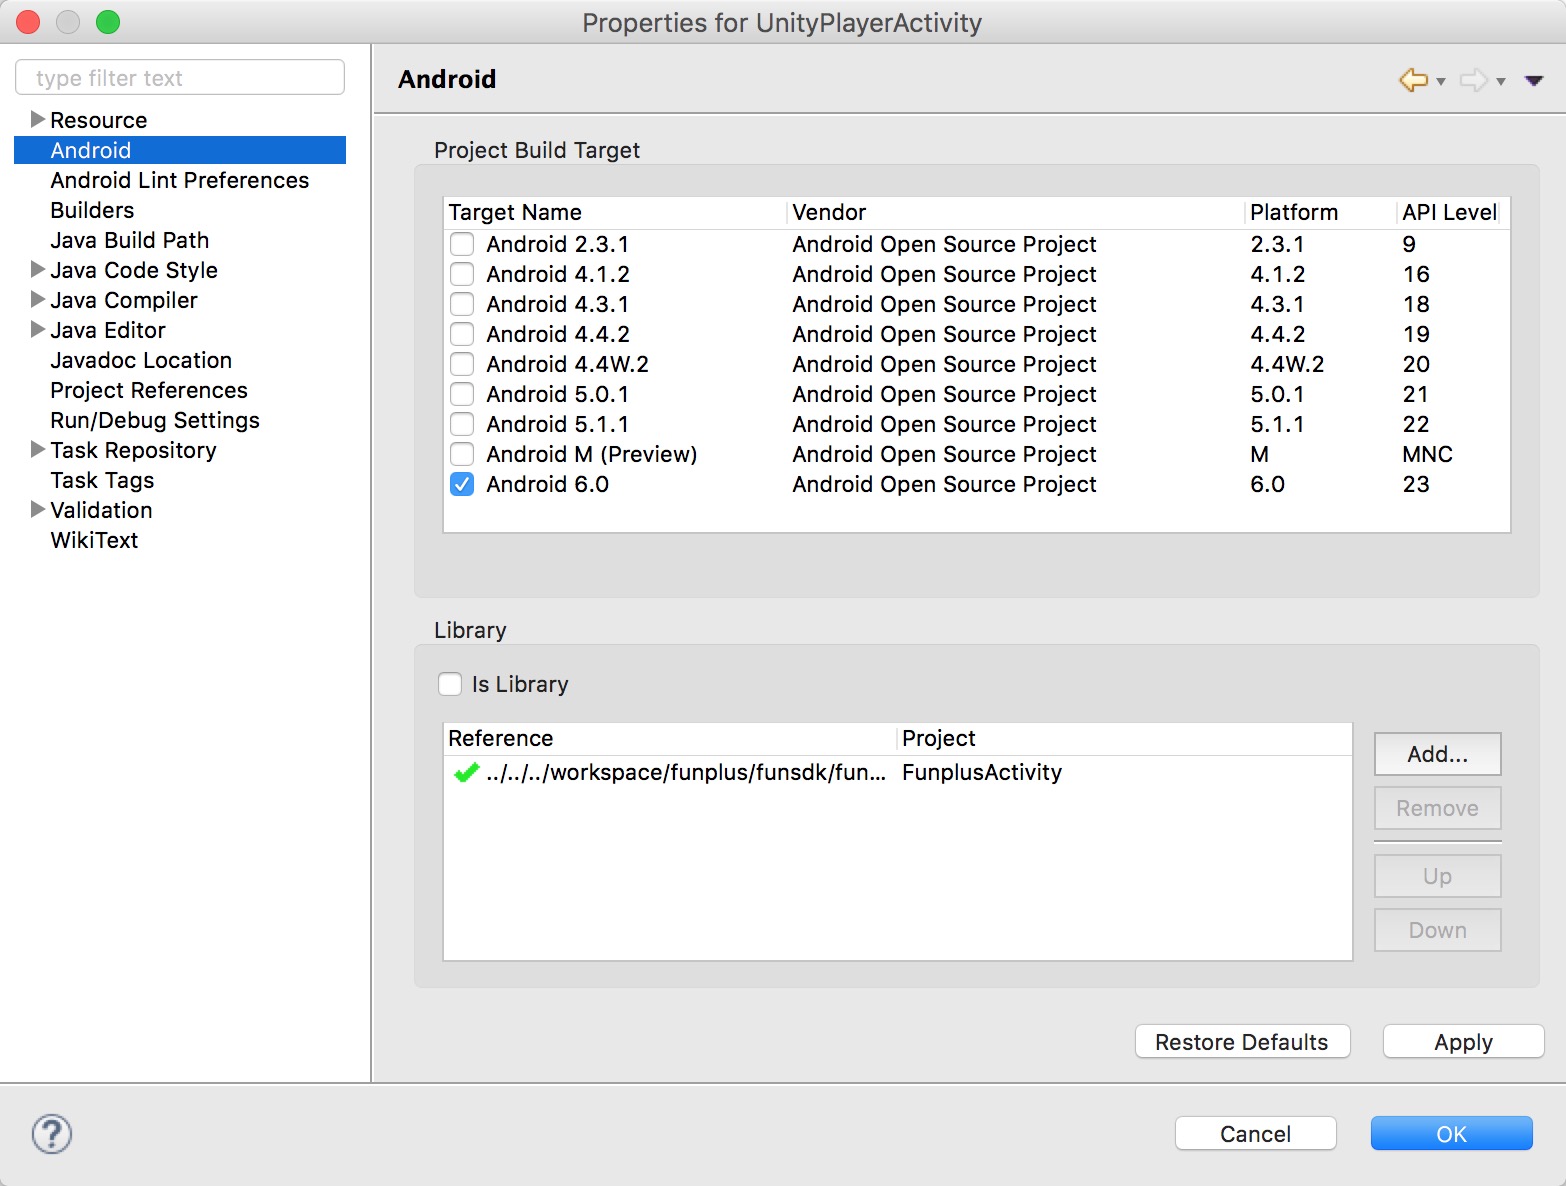 Properties for UnityPlayerActivity
type filter text
Resource
Android
Android Lint Preferences
Builders
Java Build Path
Java Code Style
Java Compiler
Java Editor
Javadoc Location
Project References
Run/Debug Settings
Task Repository
Task Tags
Validation
WikiText
Android
Project Build Target
Target Name Vendor Platform API Level
Android 2.3.1 Android Open Source Project 2.3.1 9
Android 4.1.2 Android Open Source Project 4.1.2 16
Android 4.3.1 Android Open Source Project 4.3.1 18
Android 4.4.2 Android Open Source Project 4.4.2 19
Android 4.4W.2 Android Open Source Project 4.4W.2 20
Android 5.0.1 Android Open Source Project 5.0.1 21
Android 5.1.1 Android Open Source Project 5.1.1 22
Android M (Preview) Android Open Source Project M MNC
Android 6.0 Android Open Source Project 6.0 23
Library
Is Library
Reference Project
../../../workspace/funplus/funsdk/fun... FunplusActivity
Add...
Remove
Up
Down
Restore Defaults Apply
? Cancel OK